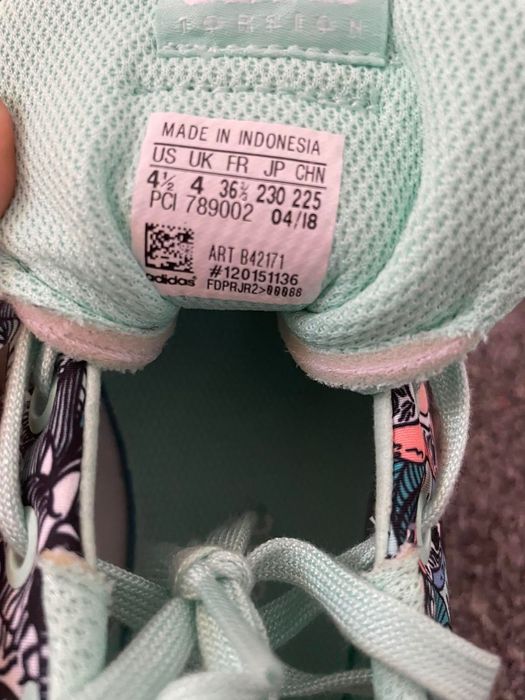 TORSION
MADE IN INDONESIA
US UK FR JP CHN
4½ 4 36⅔ 230 225
PCI 789002 04/18
ART B42171
adidas #120151136
FDPRJR2>00088